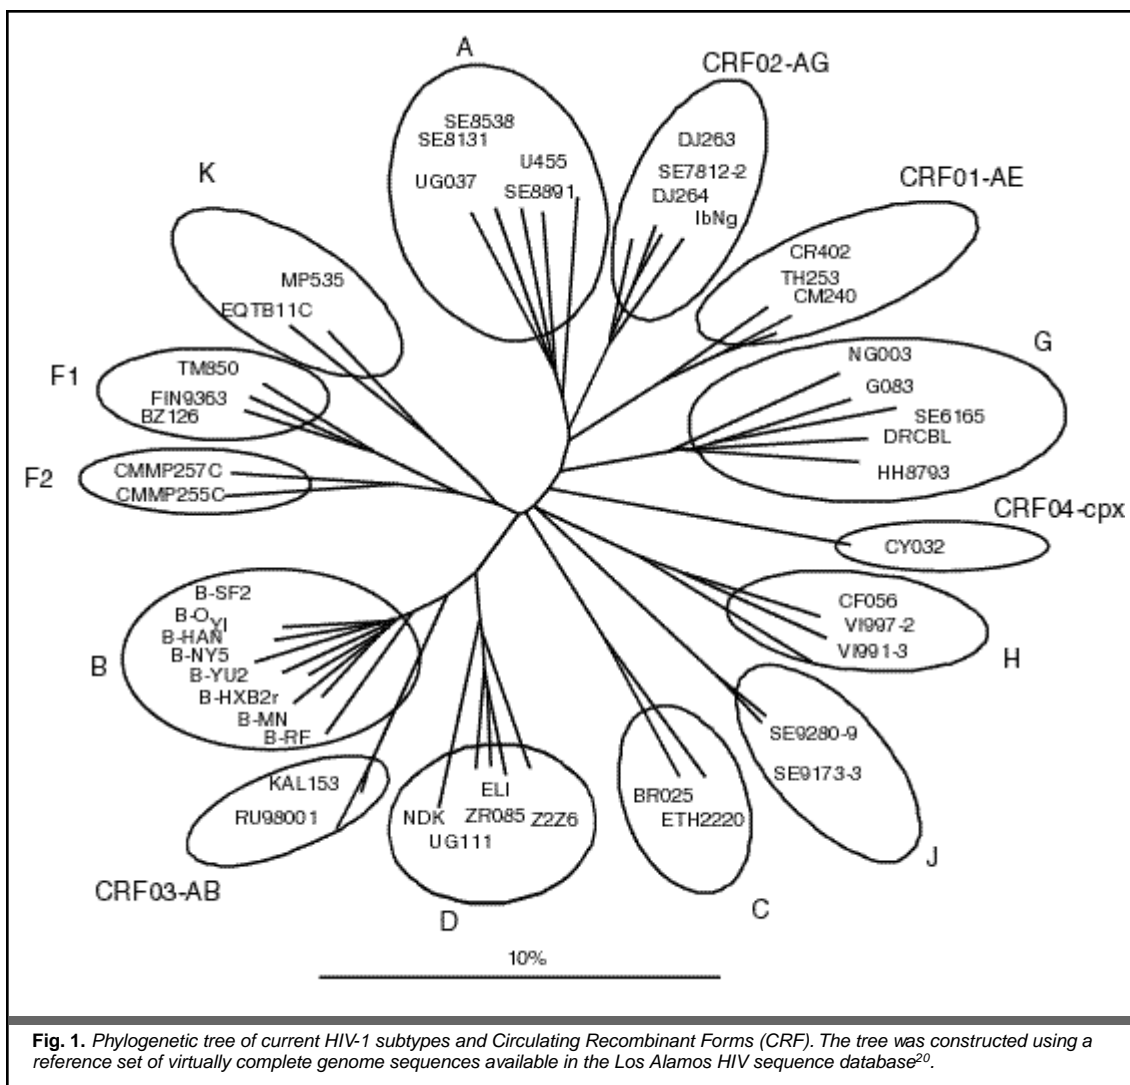 A
CRF02-AG
SE8538
SE8131
U455
UG037
SE8891
DJ263
SE7812-2
DJ264
IbNg
K
CRF01-AE
MP535
EQTB11C
CR402
TH253
CM240
F1
TM850
FIN9363
BZ126
G
NG003
G083
SE6165
DRCBL
HH8793
F2
CMMP257C
CMMP255C
CRF04-cpx
CY032
B
B-SF2
B-OYI
B-HAN
B-NY5
B-YU2
B-HXB2r
B-MN
B-RF
CF056
VI997-2
VI991-3
H
SE9280-9
SE9173-3
J
KAL153
RU98001
CRF03-AB
ELI
NDK
ZR085
Z2Z6
UG111
D
BR025
ETH2220
C
10%
Fig. 1. Phylogenetic tree of current HIV-1 subtypes and Circulating Recombinant Forms (CRF). The tree was constructed using a
reference set of virtually complete genome sequences available in the Los Alamos HIV sequence database20.